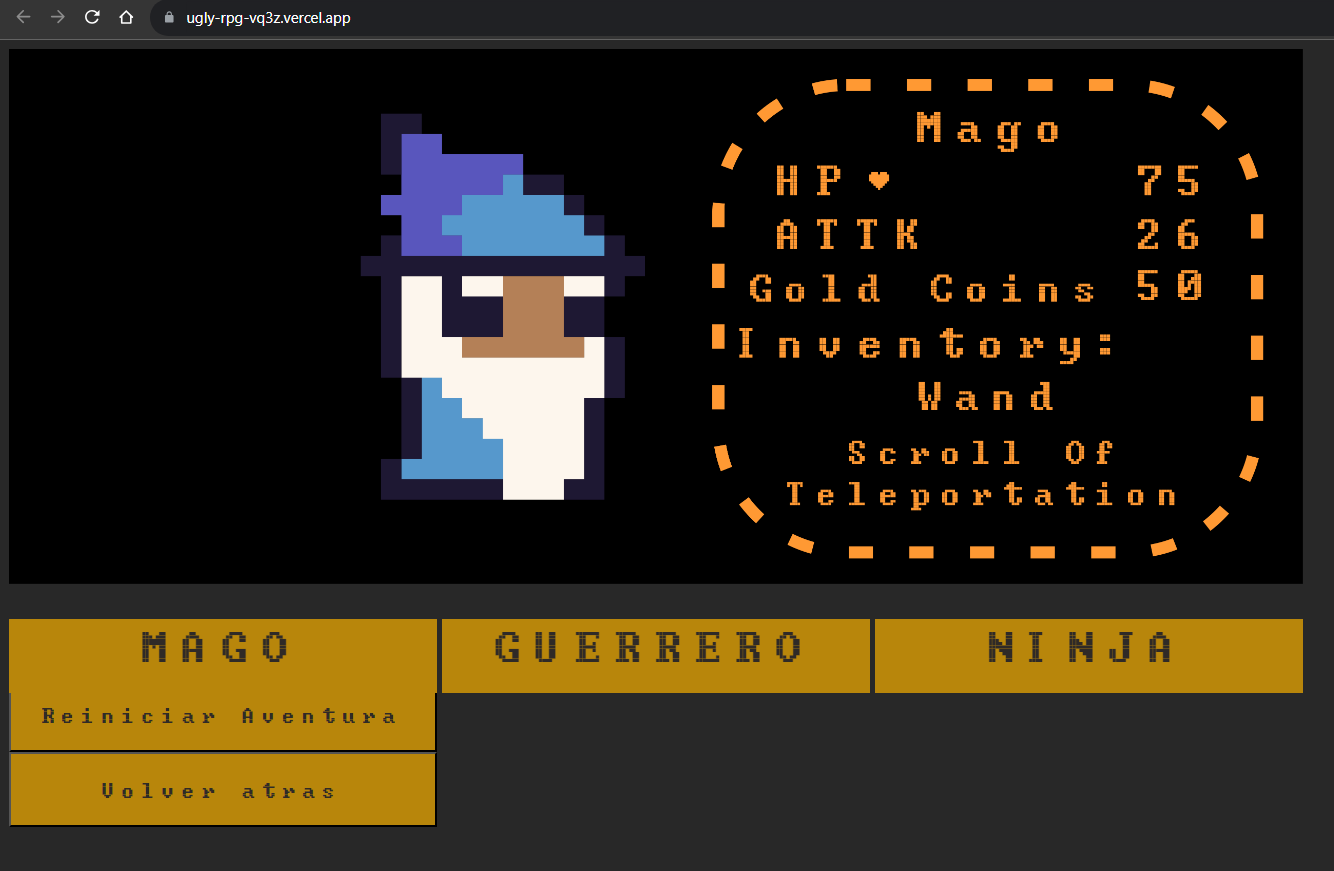 ugly-rpg-vq3z.vercel.app
Mago
HP ♥ 75
ATTK 26
Gold Coins 50
Inventory:
Wand
Scroll Of
Teleportation
MAGO GUERRERO NINJA
Reiniciar Aventura
Volver atras